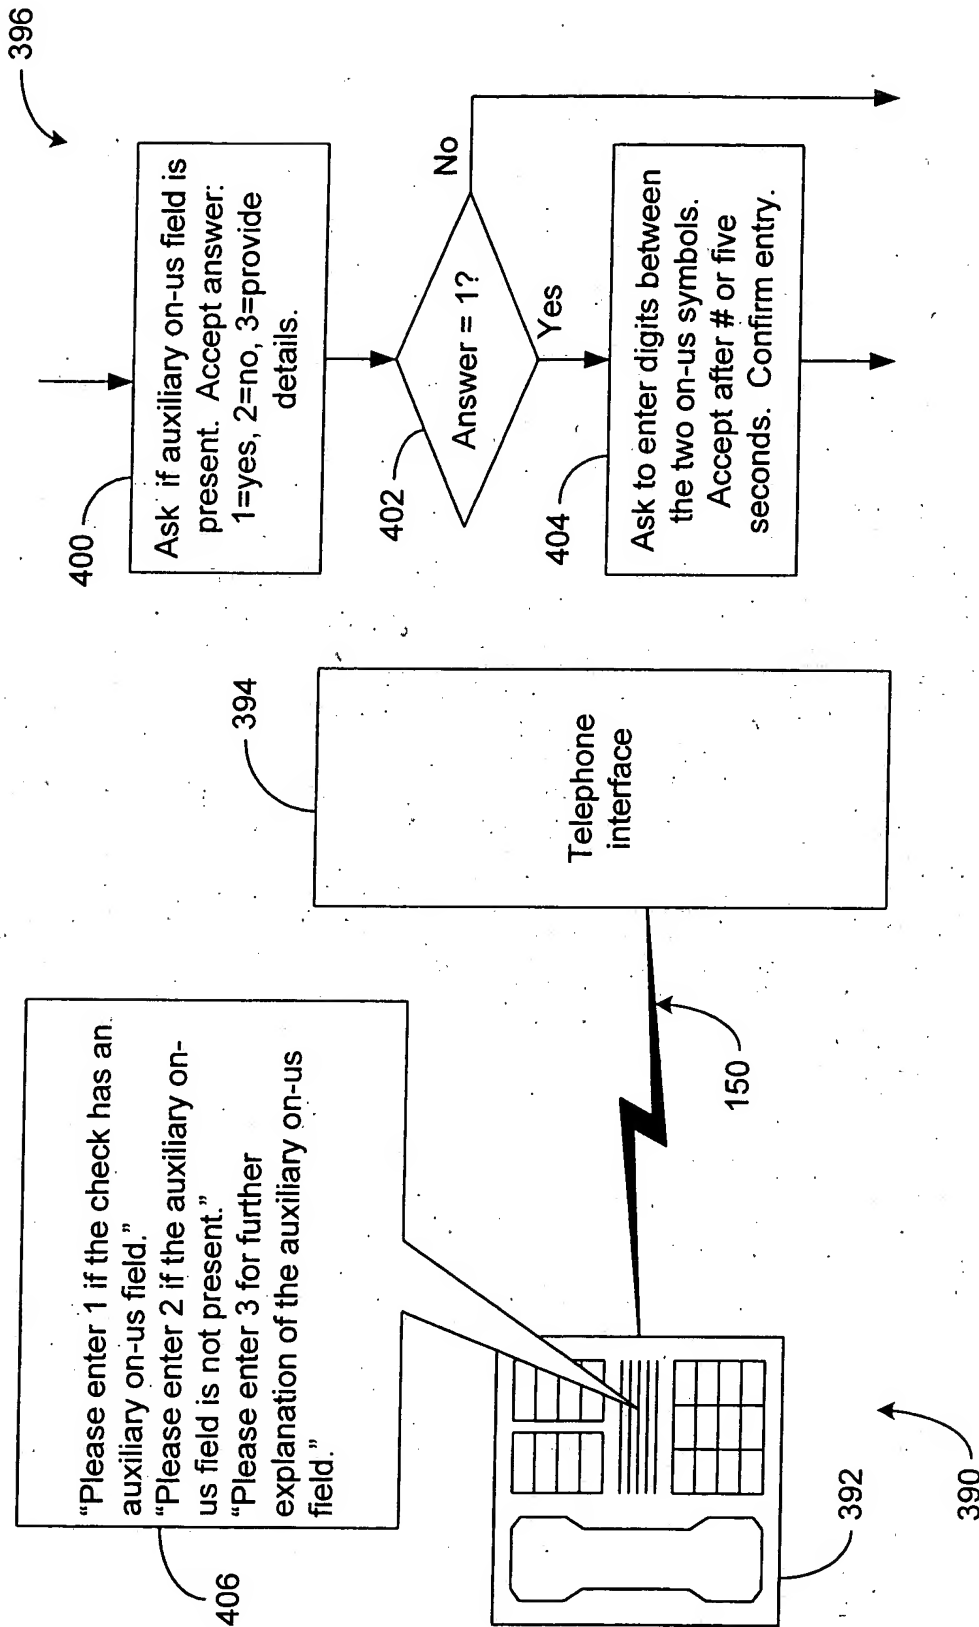 “Please enter 1 if the check has an
auxiliary on-us field.”
“Please enter 2 if the auxiliary on-
us field is not present.”
“Please enter 3 for further
explanation of the auxiliary on-us
field.”
406
392
390
150
Telephone
interface
394
396
400
Ask if auxiliary on-us field is
present. Accept answer:
1=yes, 2=no, 3=provide
details.
402
Answer = 1?
No
Yes
404
Ask to enter digits between
the two on-us symbols.
Accept after # or five
seconds. Confirm entry.